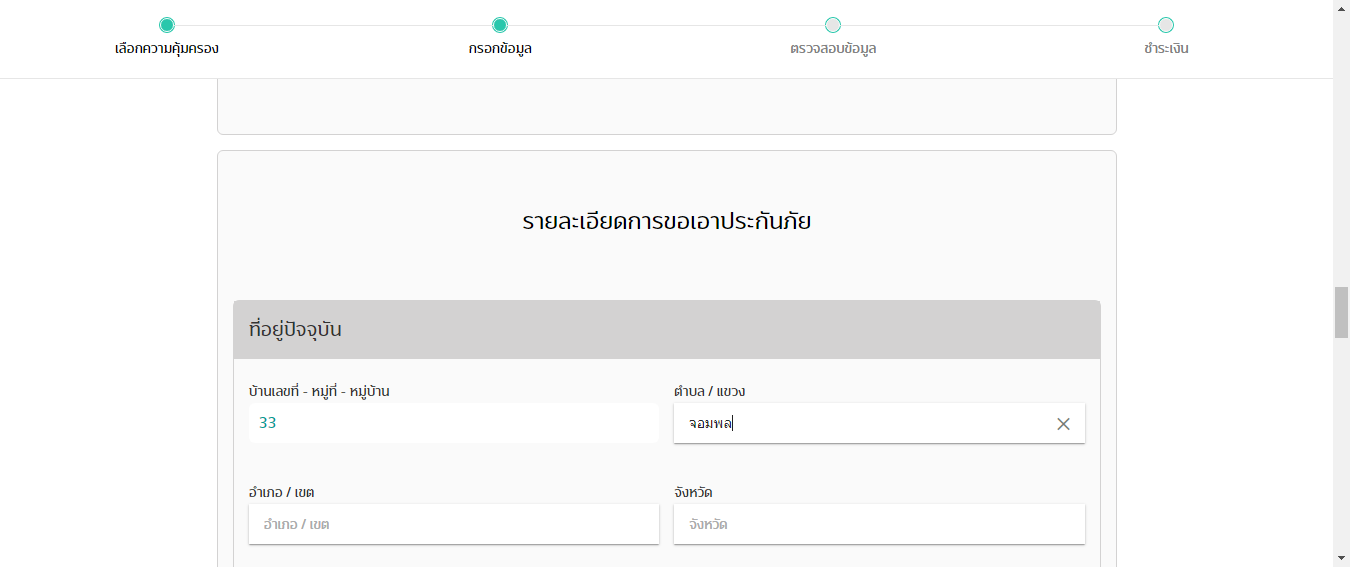 เลือกความคุ้มครอง กรอกข้อมูล ตรวจสอบข้อมูล ชำระเงิน
รายละเอียดการขอเอาประกันภัย
ที่อยู่ปัจจุบัน
บ้านเลขที่ - หมู่ที่ - หมู่บ้าน ตำบล / แขวง
33 จอมพล
อำเภอ / เขต จังหวัด
อำเภอ / เขต จังหวัด